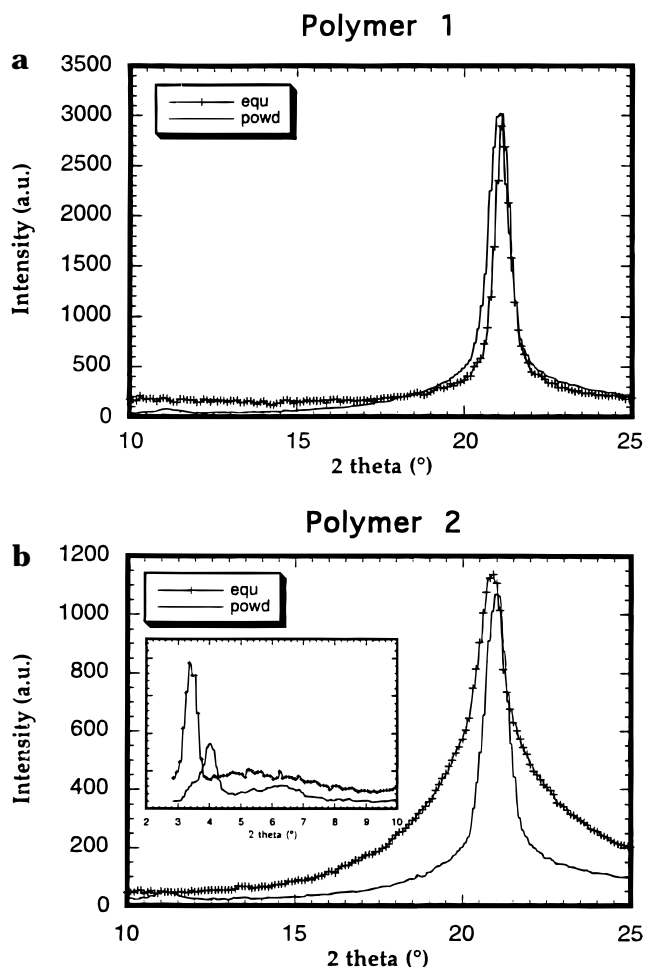 Polymer 1
a
3500
3000
2500
2000
1500
1000
500
0
Intensity (a.u.)
equ
powd
10 15 20 25
2 theta (°)
Polymer 2
b
1200
1000
800
600
400
200
0
Intensity (a.u.)
equ
powd
2 3 4 5 6 7 8 9 10
2 theta (°)
10 15 20 25
2 theta (°)